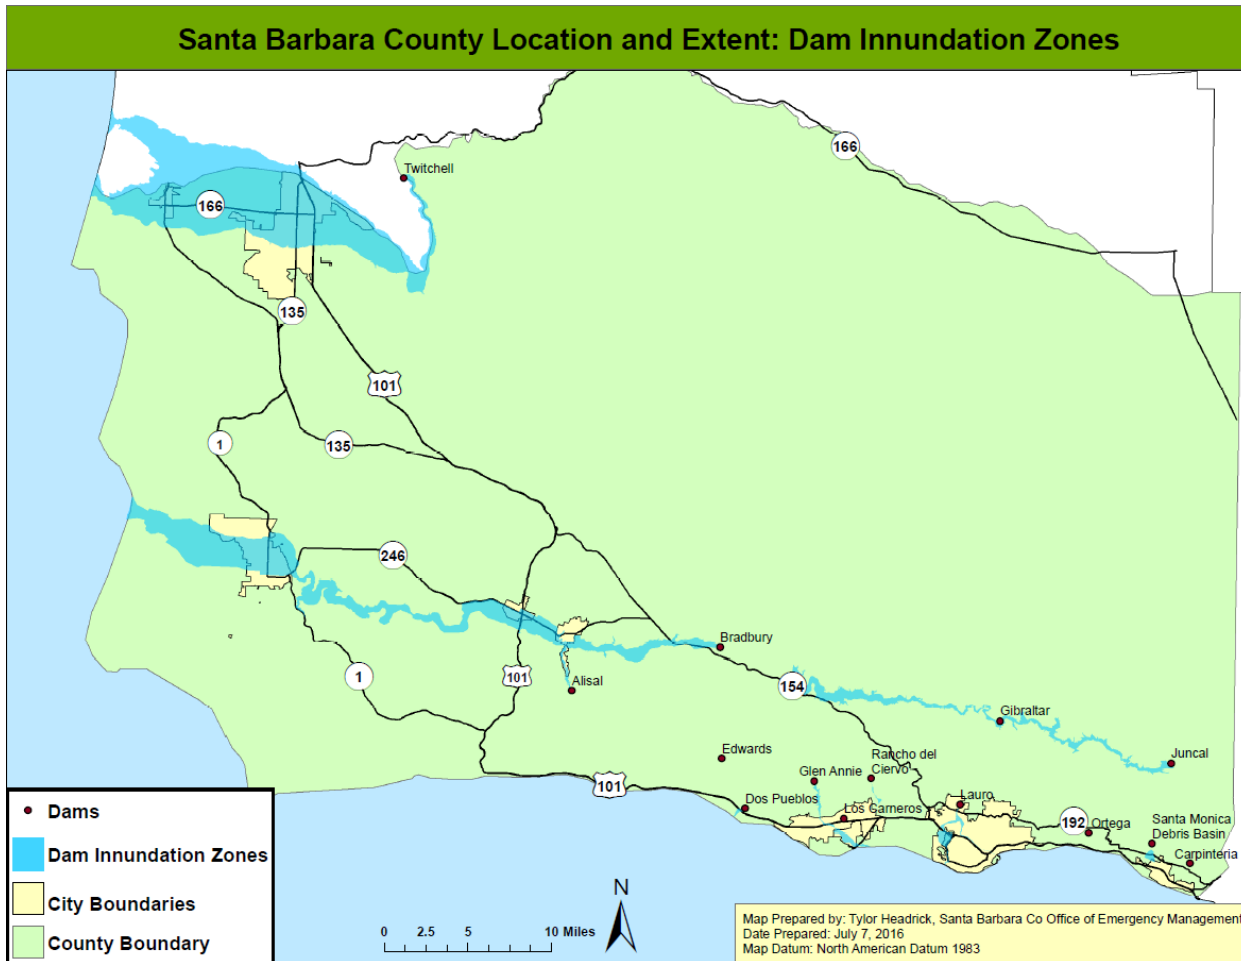 Santa Barbara County Location and Extent: Dam Innundation Zones
166
Twitchell
166
135
101
1
135
246
Bradbury
101
Alisal
154
1
Gibraltar
Edwards
Rancho del
Ciervo
Juncal
Glen Annie
101
Dos Pueblos
Lauro
Los Carneros
192
Ortega
Santa Monica
Debris Basin
Carpinteria
Dams
Dam Innundation Zones
City Boundaries
County Boundary
N
0 2.5 5 10 Miles
Map Prepared by: Tylor Headrick, Santa Barbara Co Office of Emergency Management
Date Prepared: July 7, 2016
Map Datum: North American Datum 1983